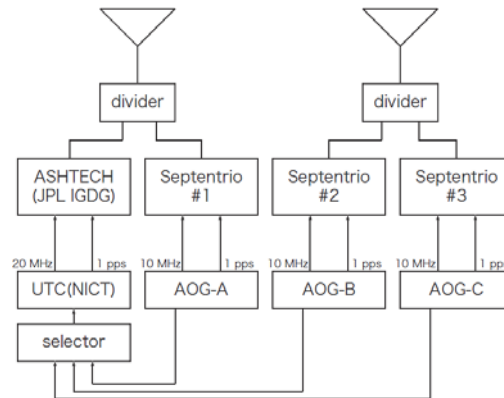 divider
divider
ASHTECH
(JPL IGDG)
Septentrio
#1
Septentrio
#2
Septentrio
#3
20 MHz
1 pps
10 MHz
1 pps
10 MHz
1 pps
10 MHz
1 pps
UTC(NICT)
AOG-A
AOG-B
AOG-C
selector